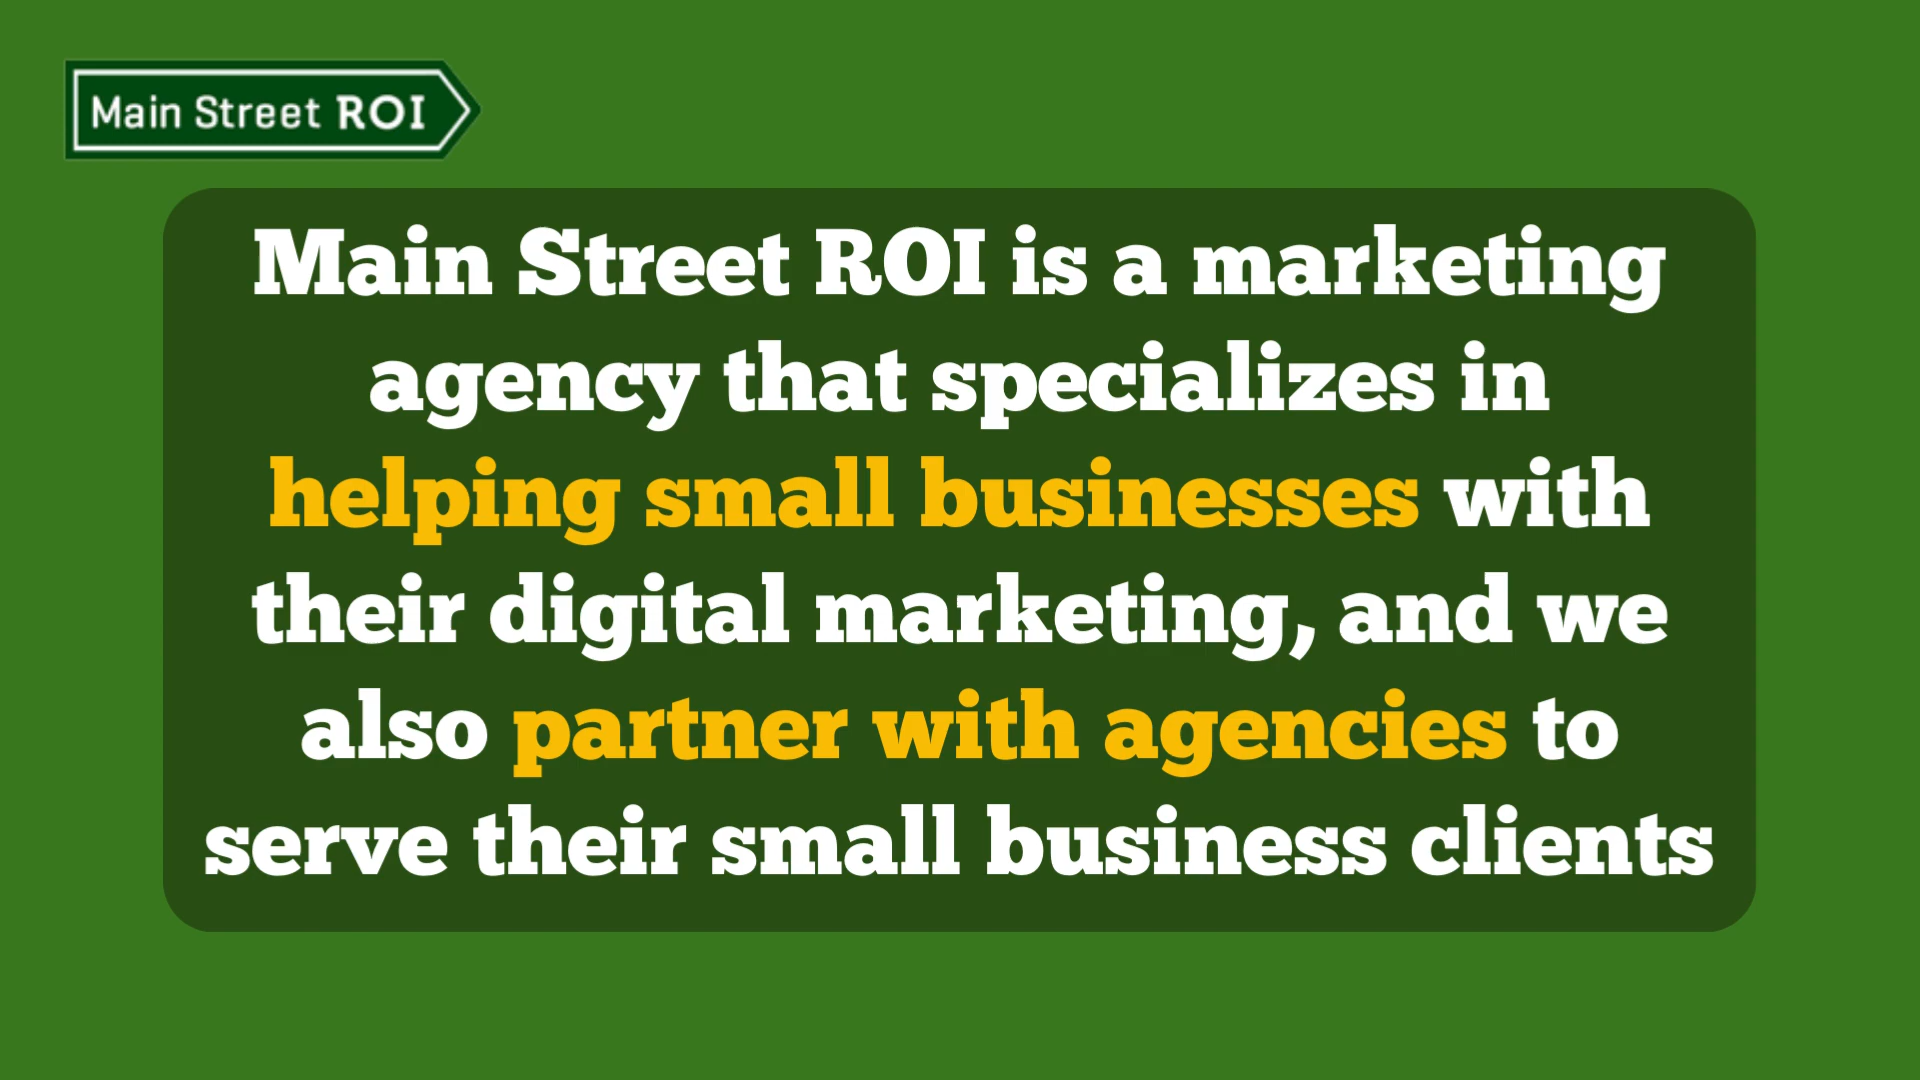 Main Street ROI
Main Street ROI is a marketing
agency that specializes in
helping small businesses with
their digital marketing, and we
also partner with agencies to
serve their small business clients